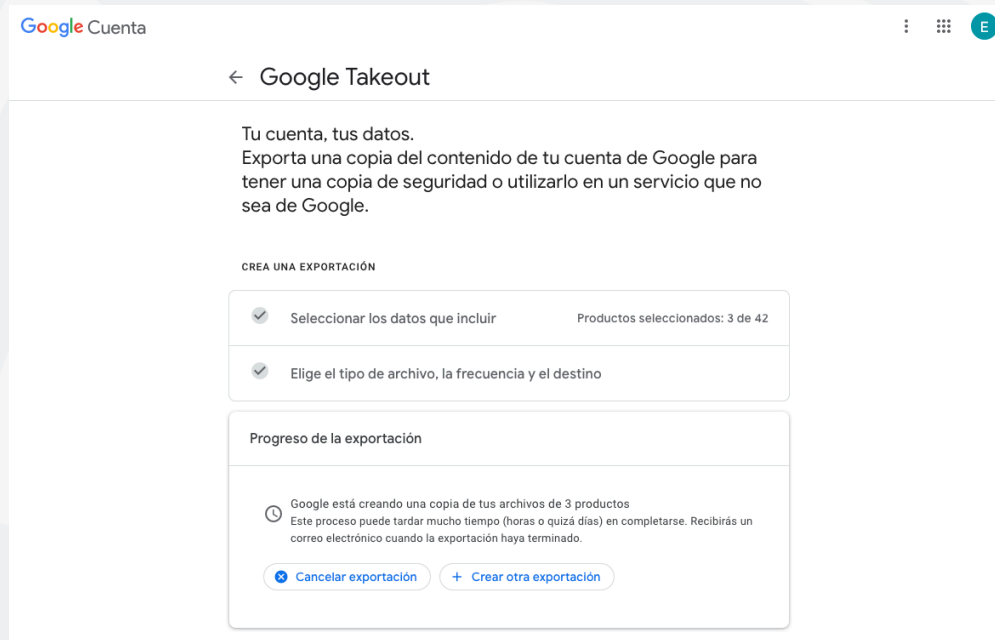 Google Cuenta
E
Google Takeout
Tu cuenta, tus datos.
Exporta una copia del contenido de tu cuenta de Google para
tener una copia de seguridad o utilizarlo en un servicio que no
sea de Google.
CREA UNA EXPORTACIÓN
Seleccionar los datos que incluir
Productos seleccionados: 3 de 42
Elige el tipo de archivo, la frecuencia y el destino
Progreso de la exportación
Google está creando una copia de tus archivos de 3 productos
Este proceso puede tardar mucho tiempo (horas o quizá días) en completarse. Recibirás un
correo electrónico cuando la exportación haya terminado.
Cancelar exportación
Crear otra exportación